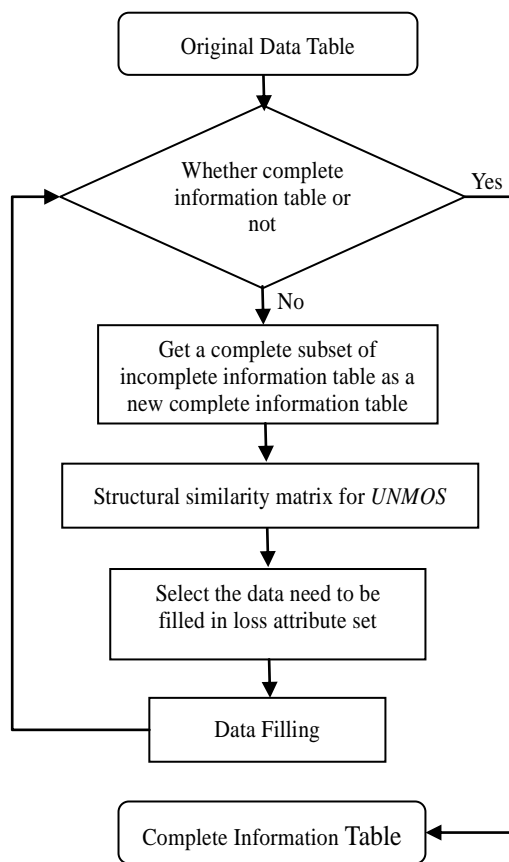 Original Data Table
Whether complete
information table or
not
Yes
No
Get a complete subset of
incomplete information table as a
new complete information table
Structural similarity matrix for UNMOS
Select the data need to be
filled in loss attribute set
Data Filling
Complete Information Table